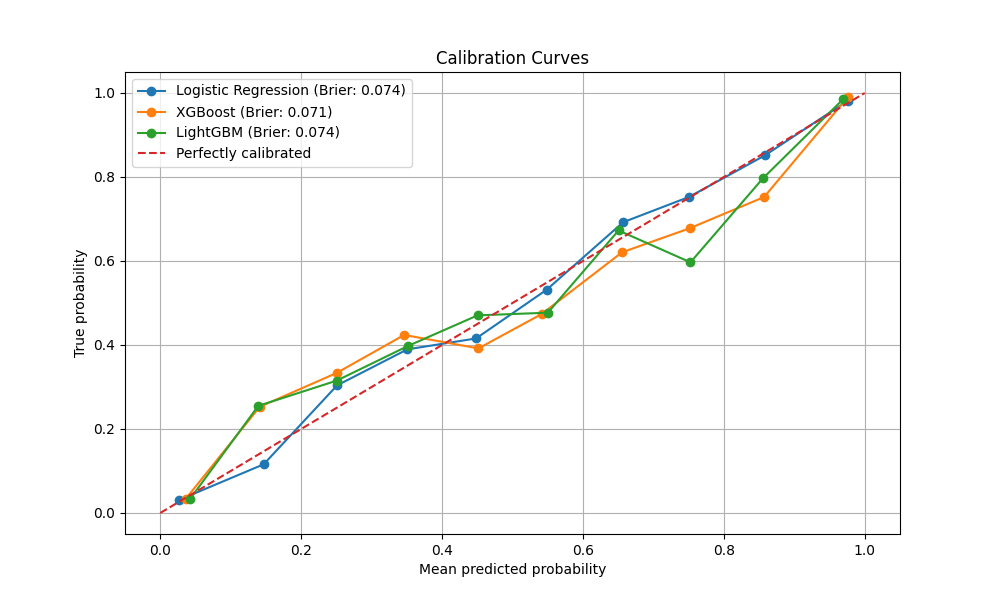 Calibration Curves
Logistic Regression (Brier: 0.074)
XGBoost (Brier: 0.071)
LightGBM (Brier: 0.074)
Perfectly calibrated
True probability
1.0
0.8
0.6
0.4
0.2
0.0
0.0 0.2 0.4 0.6 0.8 1.0
Mean predicted probability